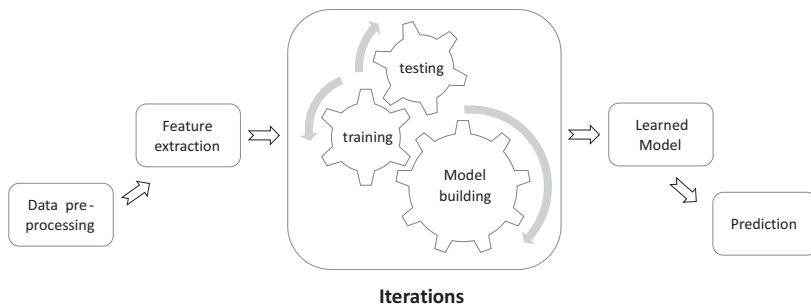 Data pre-
processing
Feature
extraction
testing
training
Model
building
Learned
Model
Prediction
Iterations